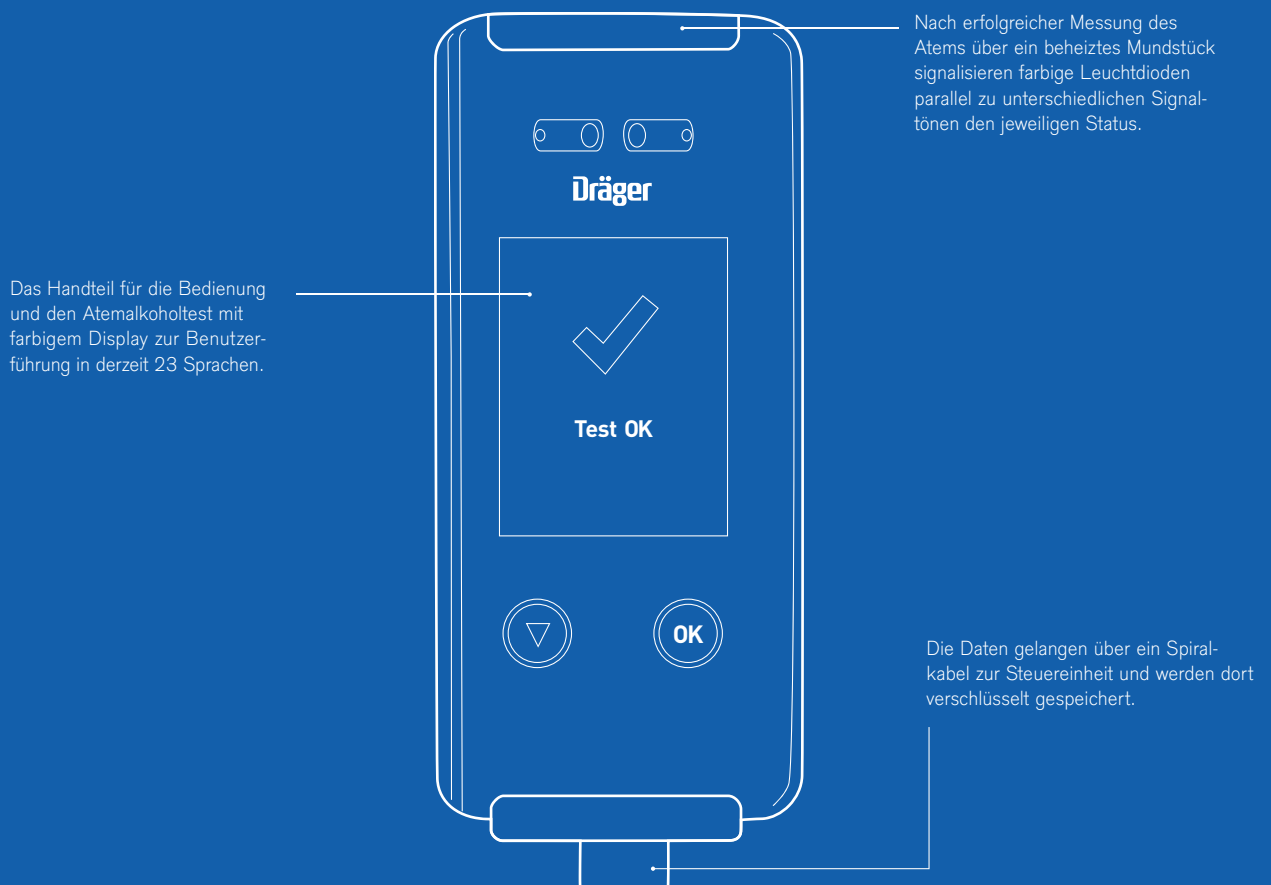 Nach erfolgreicher Messung des
Atems über ein beheiztes Mundstück
signalisieren farbige Leuchtdioden
parallel zu unterschiedlichen Signal-
tönen den jeweiligen Status.
Dräger
Das Handteil für die Bedienung
und den Atemalkoholtest mit
farbigem Display zur Benutzer-
führung in derzeit 23 Sprachen.
Test OK
OK
Die Daten gelangen über ein Spiral-
kabel zur Steuereinheit und werden dort
verschlüsselt gespeichert.